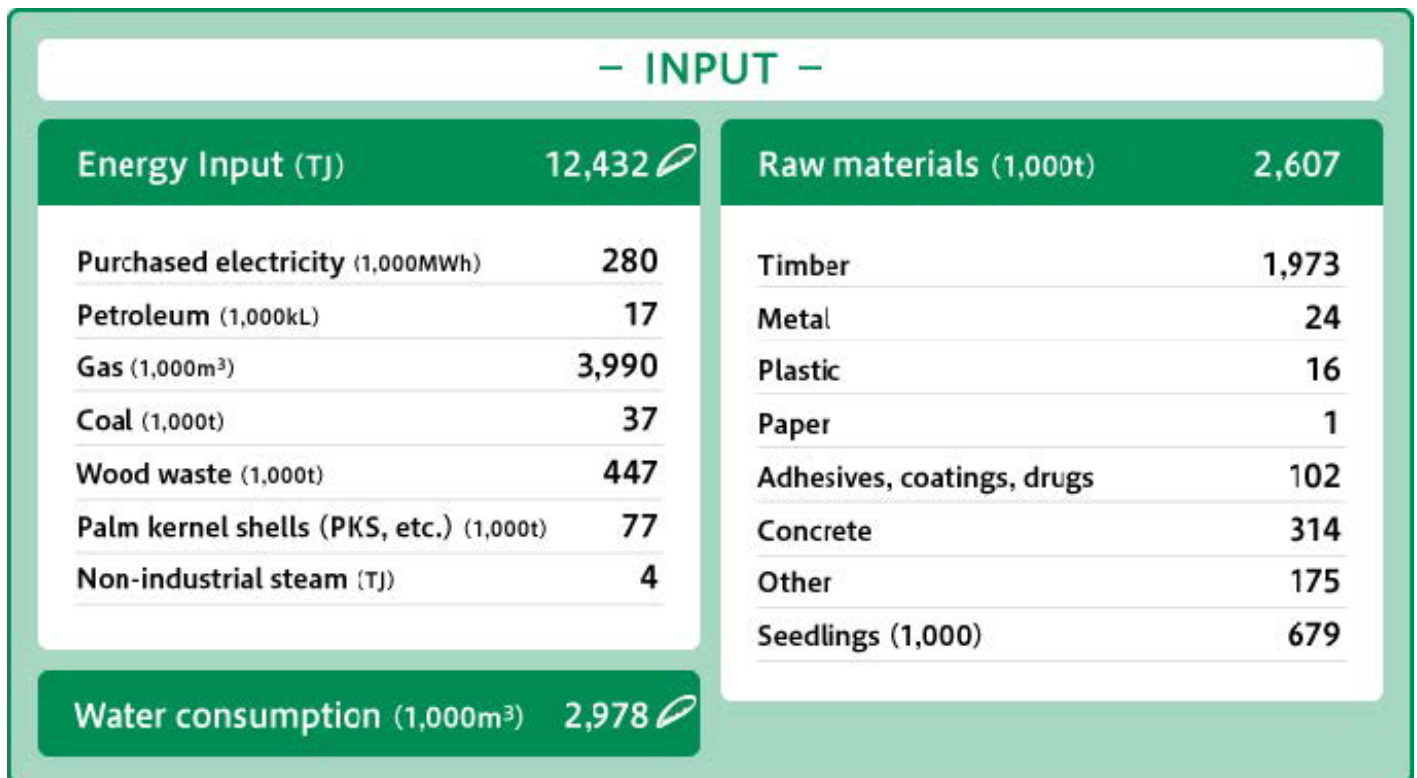 – INPUT –
Energy Input (TJ) 12,432
Purchased electricity (1,000MWh) 280
Petroleum (1,000kL) 17
Gas (1,000m³) 3,990
Coal (1,000t) 37
Wood waste (1,000t) 447
Palm kernel shells (PKS, etc.) (1,000t) 77
Non-industrial steam (TJ) 4
Water consumption (1,000m³) 2,978
Raw materials (1,000t) 2,607
Timber 1,973
Metal 24
Plastic 16
Paper 1
Adhesives, coatings, drugs 102
Concrete 314
Other 175
Seedlings (1,000) 679